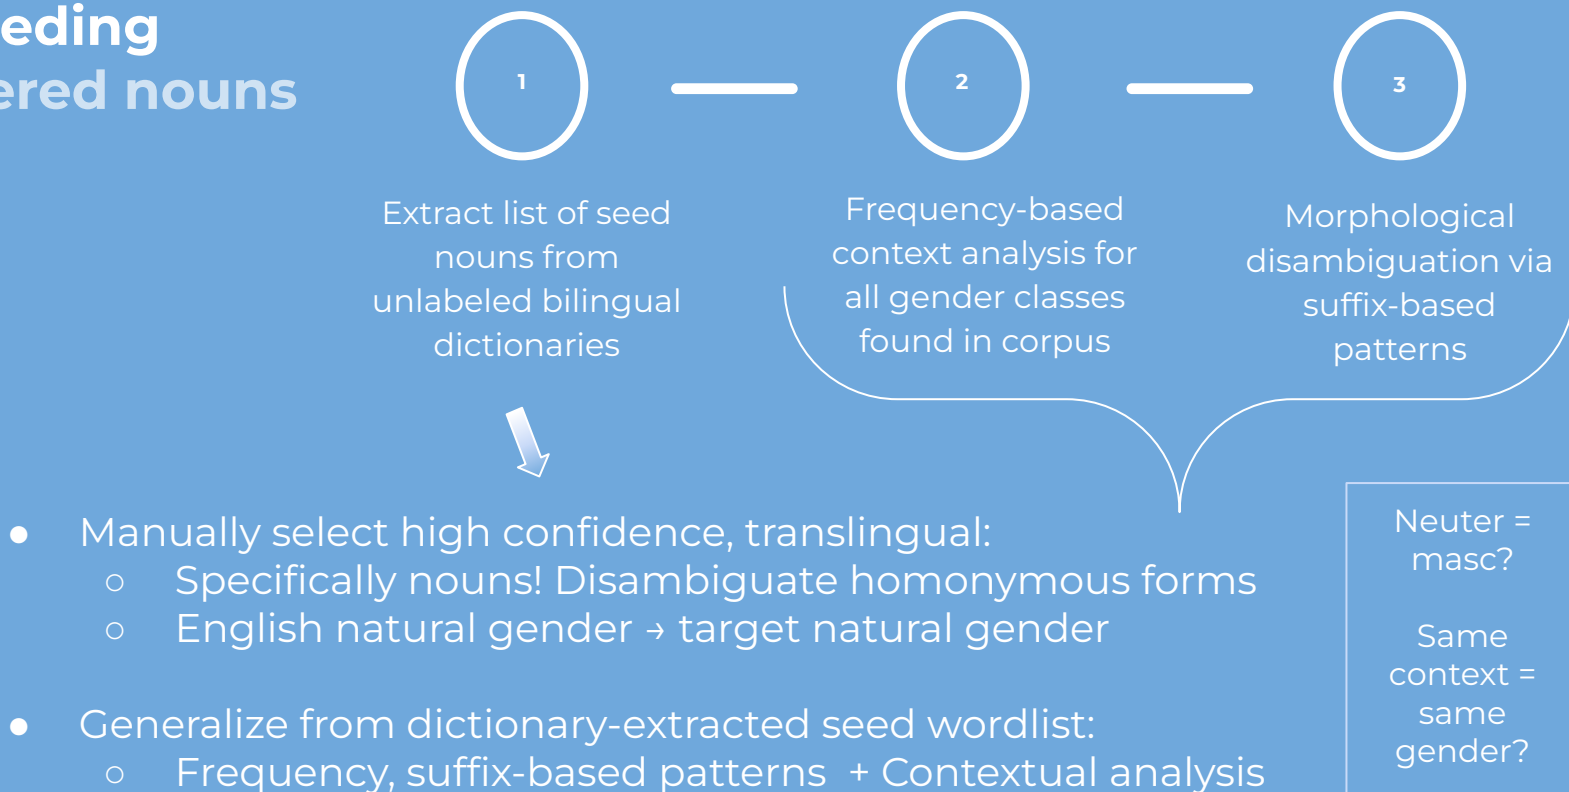 eding
ered nouns
1
2
3
Extract list of seed
nouns from
unlabeled bilingual
dictionaries
Frequency-based
context analysis for
all gender classes
found in corpus
Morphological
disambiguation via
suffix-based
patterns
● Manually select high confidence, translingual:
○ Specifically nouns! Disambiguate homonymous forms
○ English natural gender → target natural gender
● Generalize from dictionary-extracted seed wordlist:
○ Frequency, suffix-based patterns + Contextual analysis
Neuter =
masc?
Same
context =
same
gender?